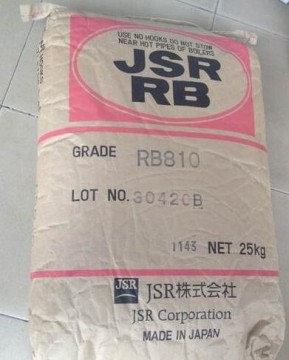 USE NO-HOOKS DO NOT STOW
NEAR HOT PIPES OF BOILERS
JSR
RB
GRADE RB810
LOT NO. 30420B
1143 NET 25kg
JSR JSR株式会社
JSR Corporation
MADE IN JAPAN